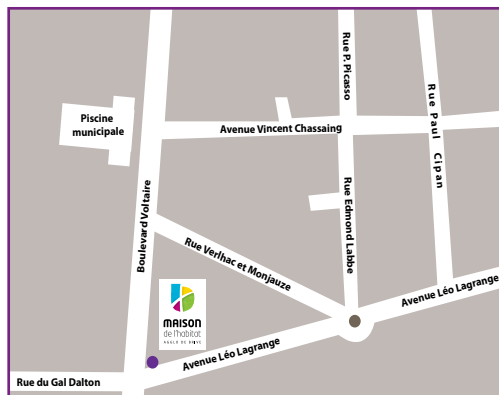 Rue P. Picasso
Rue Paul Cipan
Piscine
municipale
Avenue Vincent Chassaing
Boulevard Voltaire
Rue Edmond Labbe
Rue Verlhac et Monjauze
MAISON
de l'habitat
AGGLO DE BRIVE
Avenue Léo Lagrange
Avenue Léo Lagrange
Rue du Gal Dalton